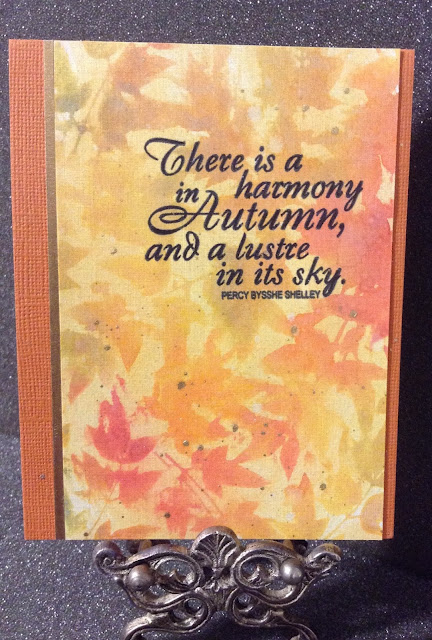 There is a
harmony
in
Autumn,
and a lustre
in its sky.
PERCY BYSSHE SHELLEY